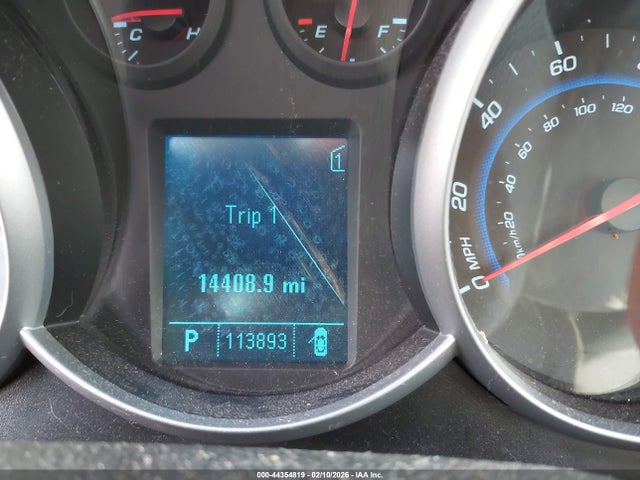 C H
E F
1
Trip 1
14408.9 mi
P 113893
0 20 40 60
MPH
km/h
20 40 60 80 100 120
000-44354819 - 02/10/2026 - IAA Inc.